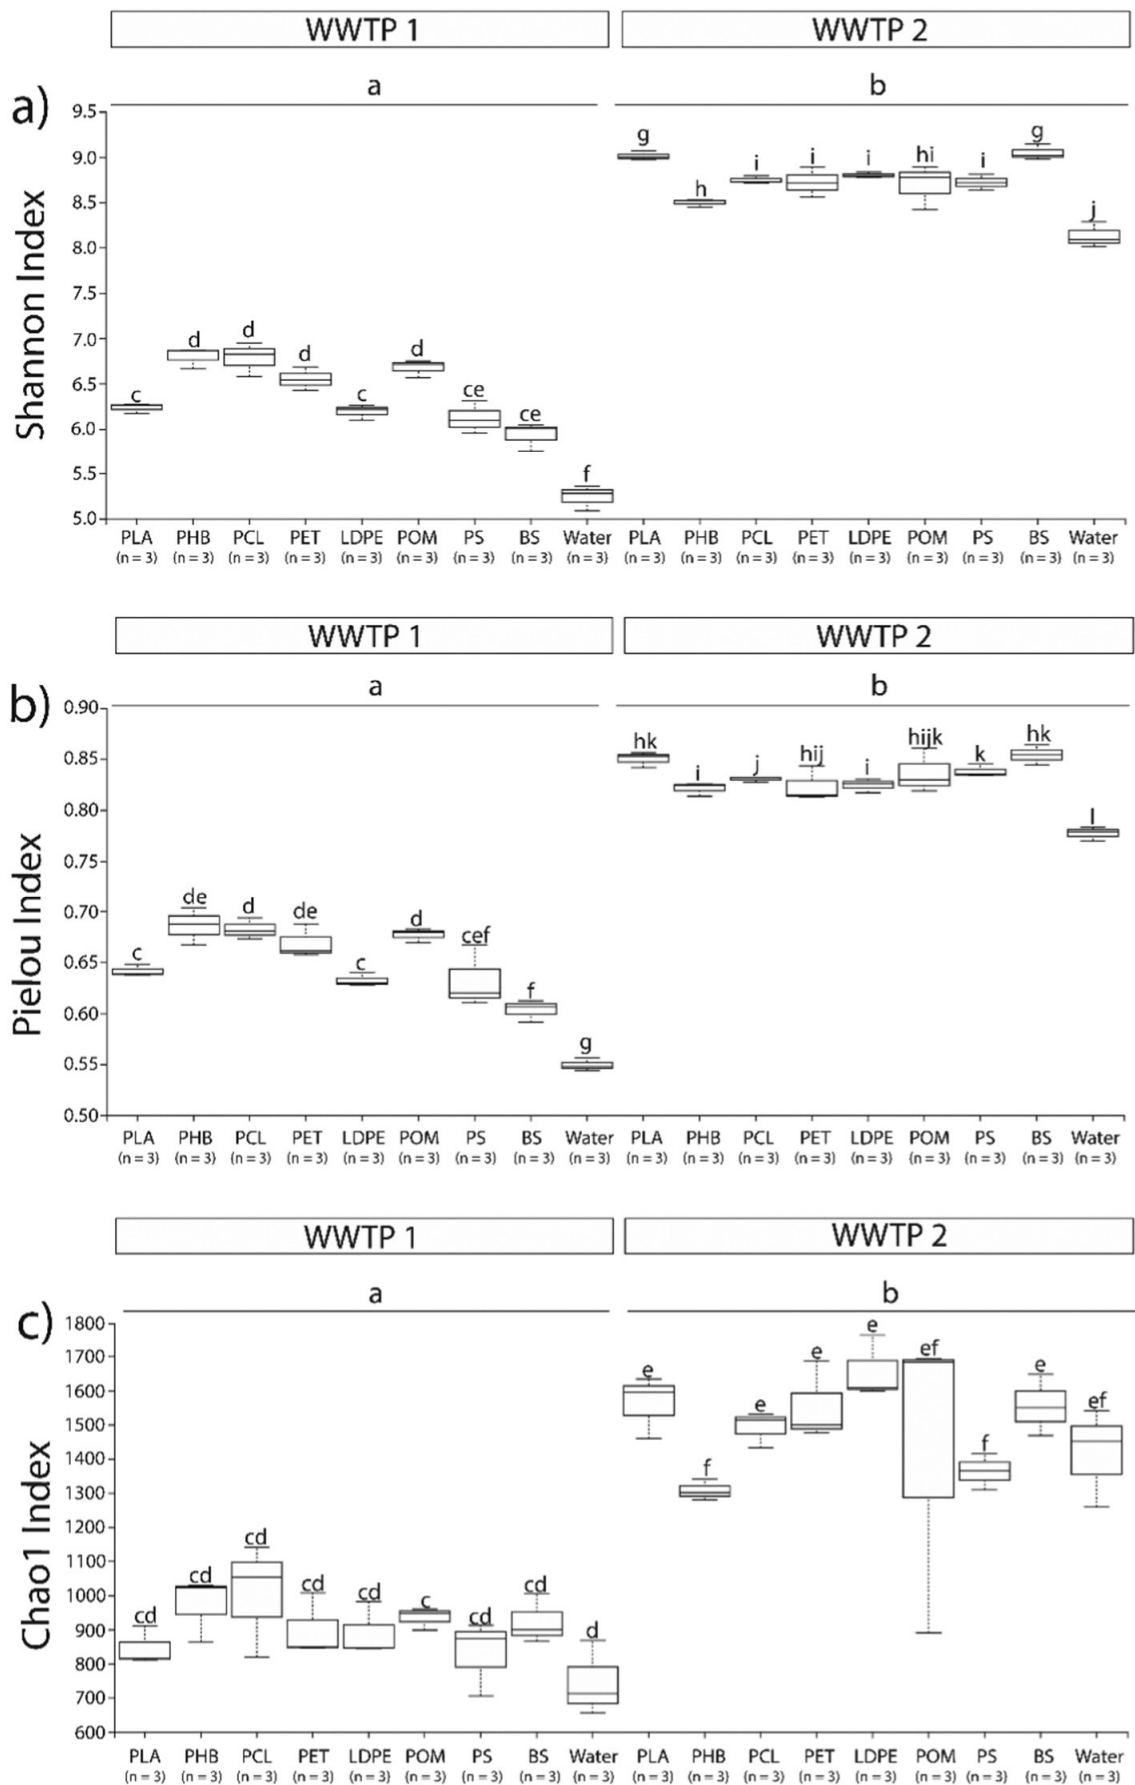 WWTP 1 WWTP 2
a b
a)
Shannon Index
9.5
9.0
8.5
8.0
7.5
7.0
6.5
6.0
5.5
5.0
c d d d c d ce ce f g h i i i hi i g j
PLA PHB PCL PET LDPE POM PS BS Water PLA PHB PCL PET LDPE POM PS BS Water
(n = 3) (n = 3) (n = 3) (n = 3) (n = 3) (n = 3) (n = 3) (n = 3) (n = 3) (n = 3) (n = 3) (n = 3) (n = 3) (n = 3) (n = 3) (n = 3) (n = 3) (n = 3)
WWTP 1 WWTP 2
a b
b)
Pielou Index
0.90
0.85
0.80
0.75
0.70
0.65
0.60
0.55
0.50
c de d de c d cef f g hk i j hij i hijk k hk l
PLA PHB PCL PET LDPE POM PS BS Water PLA PHB PCL PET LDPE POM PS BS Water
(n = 3) (n = 3) (n = 3) (n = 3) (n = 3) (n = 3) (n = 3) (n = 3) (n = 3) (n = 3) (n = 3) (n = 3) (n = 3) (n = 3) (n = 3) (n = 3) (n = 3) (n = 3)
WWTP 1 WWTP 2
a b
c)
Chao1 Index
1800
1700
1600
1500
1400
1300
1200
1100
1000
900
800
700
600
cd cd cd cd cd c cd cd d e f e e e ef f e ef
PLA PHB PCL PET LDPE POM PS BS Water PLA PHB PCL PET LDPE POM PS BS Water
(n = 3) (n = 3) (n = 3) (n = 3) (n = 3) (n = 3) (n = 3) (n = 3) (n = 3) (n = 3) (n = 3) (n = 3) (n = 3) (n = 3) (n = 3) (n = 3) (n = 3) (n = 3)